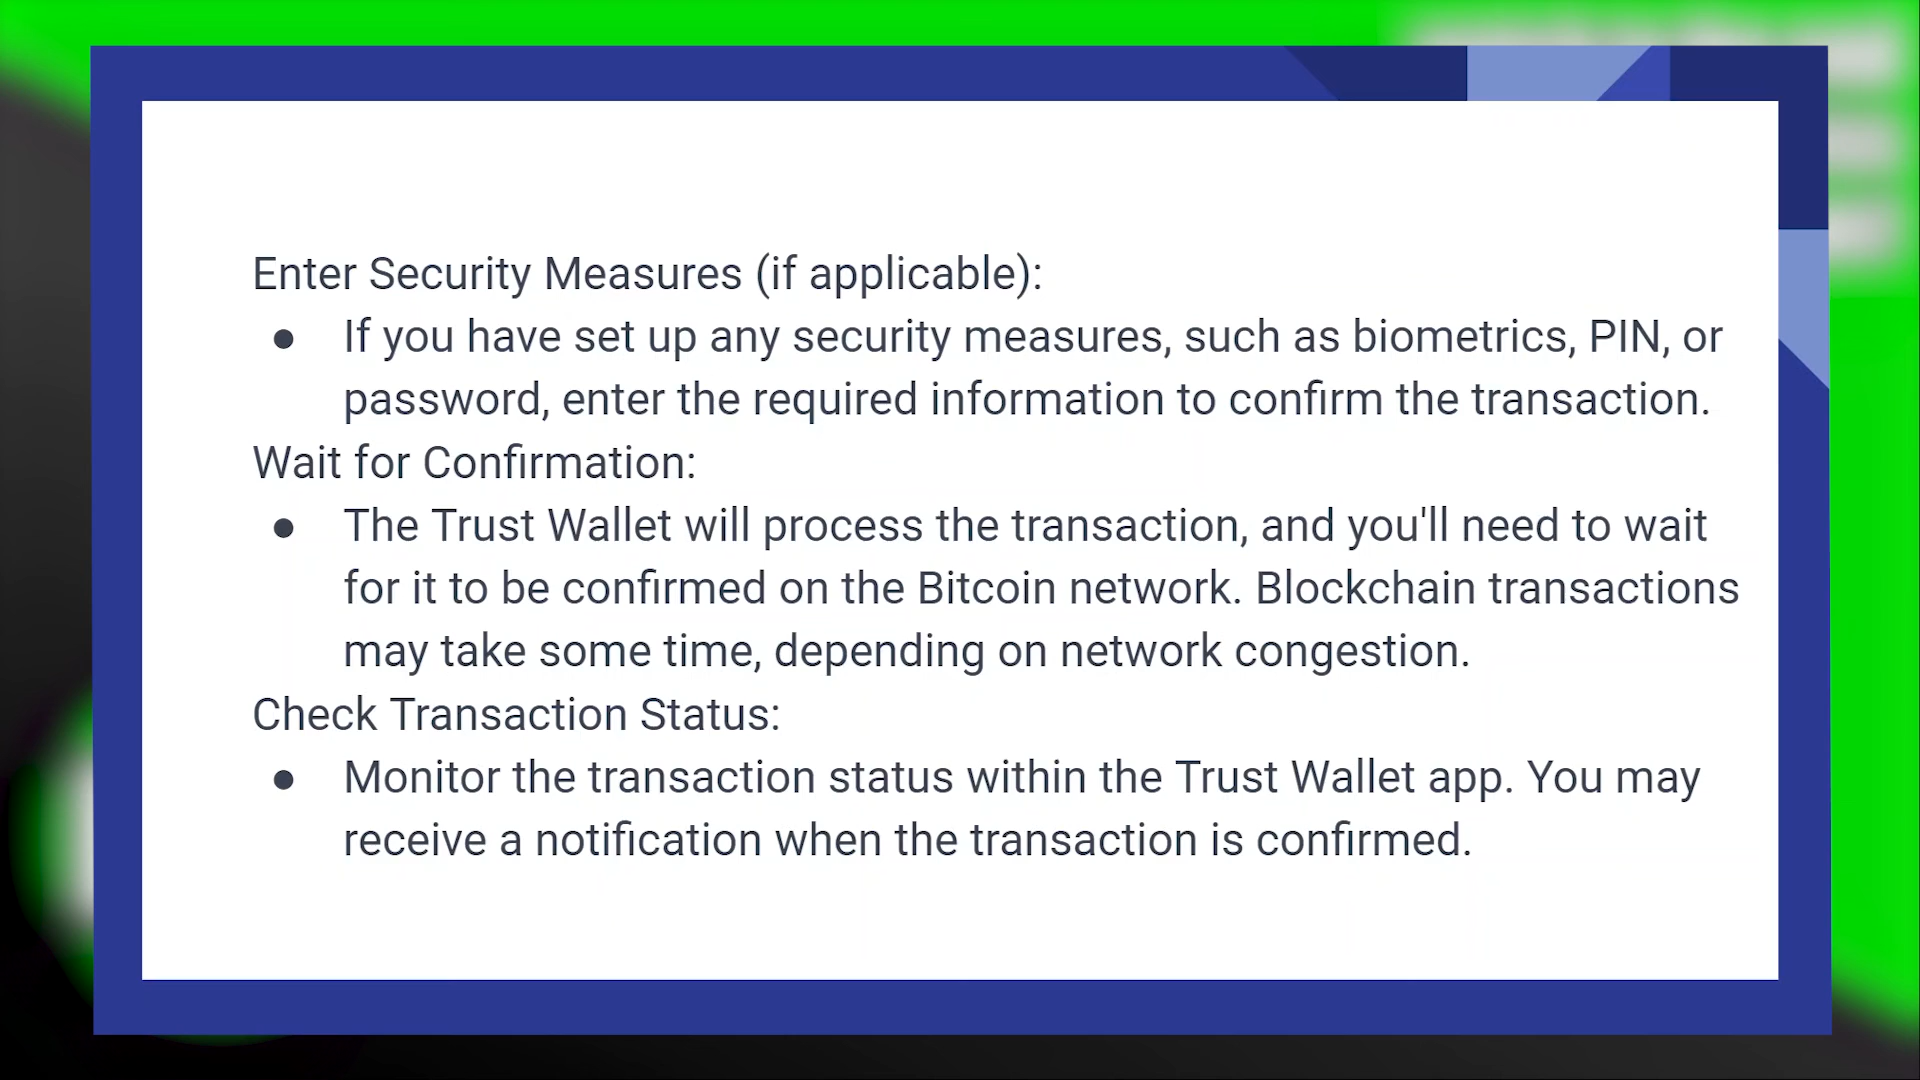 Enter Security Measures (if applicable):
● If you have set up any security measures, such as biometrics, PIN, or
password, enter the required information to confirm the transaction.
Wait for Confirmation:
● The Trust Wallet will process the transaction, and you'll need to wait
for it to be confirmed on the Bitcoin network. Blockchain transactions
may take some time, depending on network congestion.
Check Transaction Status:
● Monitor the transaction status within the Trust Wallet app. You may
receive a notification when the transaction is confirmed.